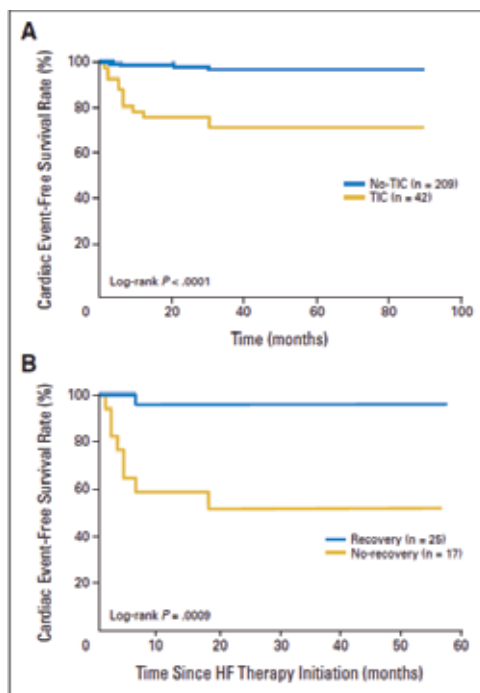 A
Cardiac Event-Free Survival Rate (%)
100
80
60
40
20
0
20
40
60
80
100
No-TIC (n = 209)
TIC (n = 42)
Log-rank P < .0001
Time (months)
B
Cardiac Event-Free Survival Rate (%)
100
80
60
40
20
0
10
20
30
40
50
60
Recovery (n = 25)
No-recovery (n = 17)
Log-rank P = .0009
Time Since HF Therapy Initiation (months)